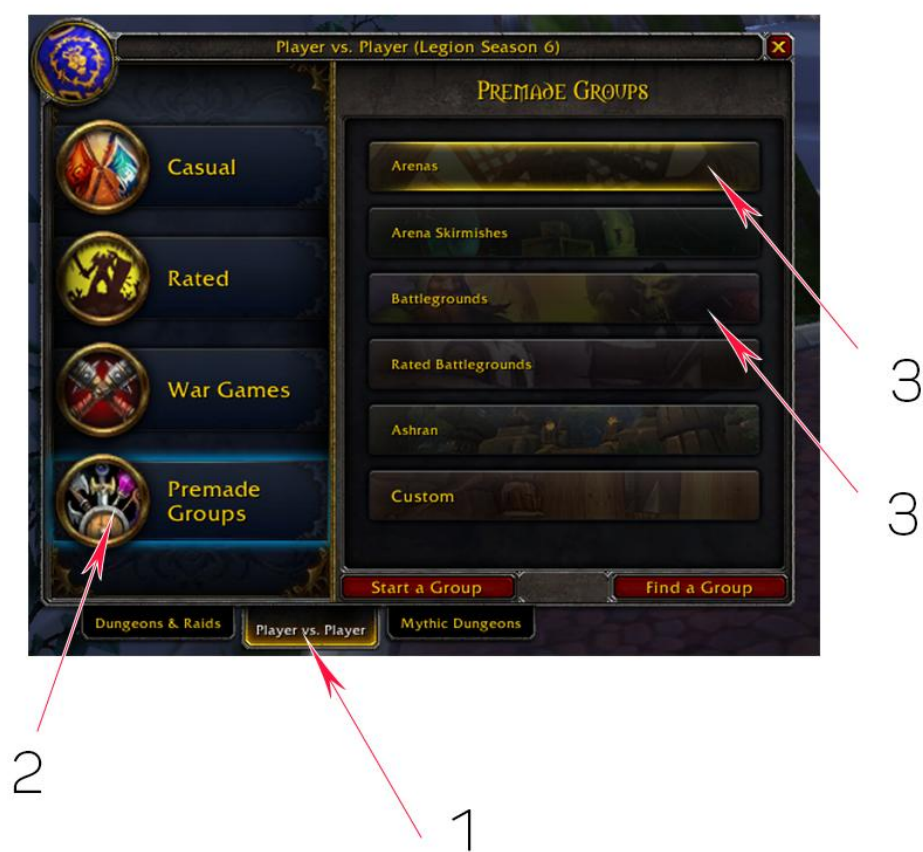 Player vs. Player (Legion Season 6)
Premade Groups
Casual
Rated
War Games
Premade
Groups
Arenas
Arena Skirmishes
Battlegrounds
Rated Battlegrounds
Ashran
Custom
3
3
Start a Group
Find a Group
Dungeons & Raids
Player vs. Player
Mythic Dungeons
2
1